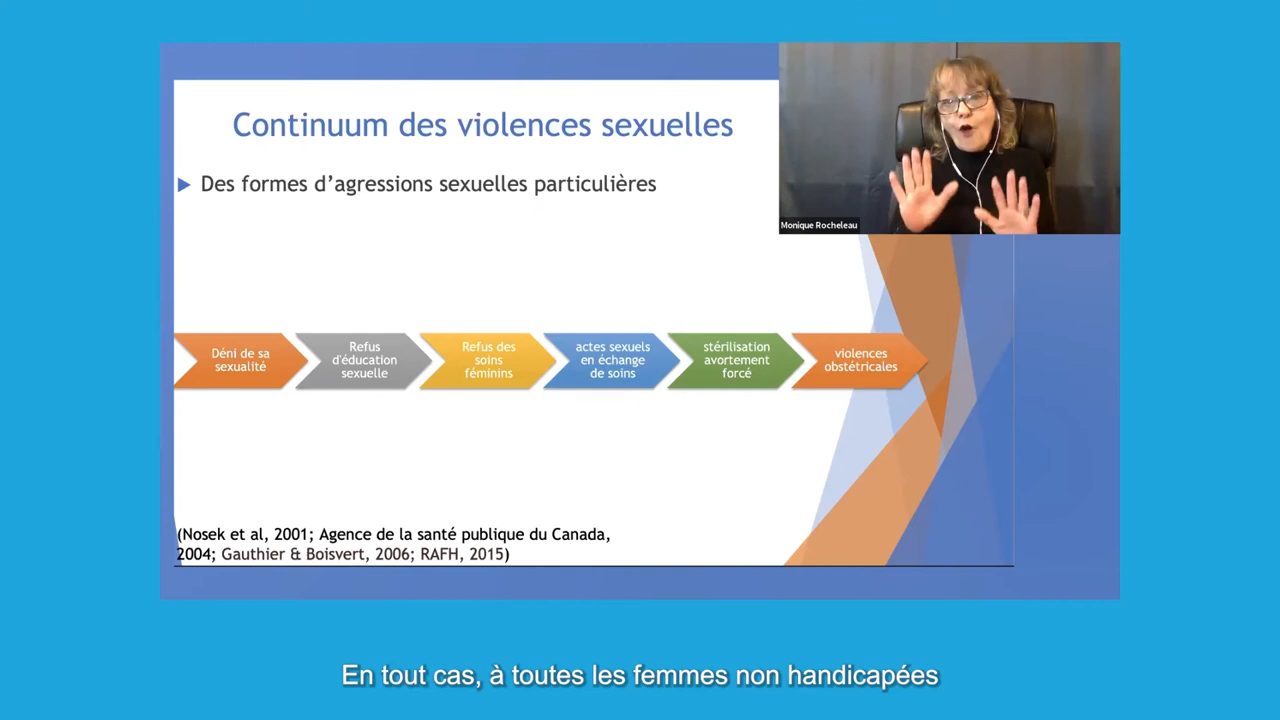 Continuum des violences sexuelles
Des formes d’agressions sexuelles particulières
Monique Rocheleau
Déni de sa
sexualité
Refus
d'éducation
sexuelle
Refus des
soins
féminins
actes sexuels
en échange
de soins
stérilisation
avortement
forcé
violences
obstétricales
(Nosek et al, 2001; Agence de la santé publique du Canada,
2004; Gauthier & Boisvert, 2006; RAFH, 2015)
En tout cas, à toutes les femmes non handicapées